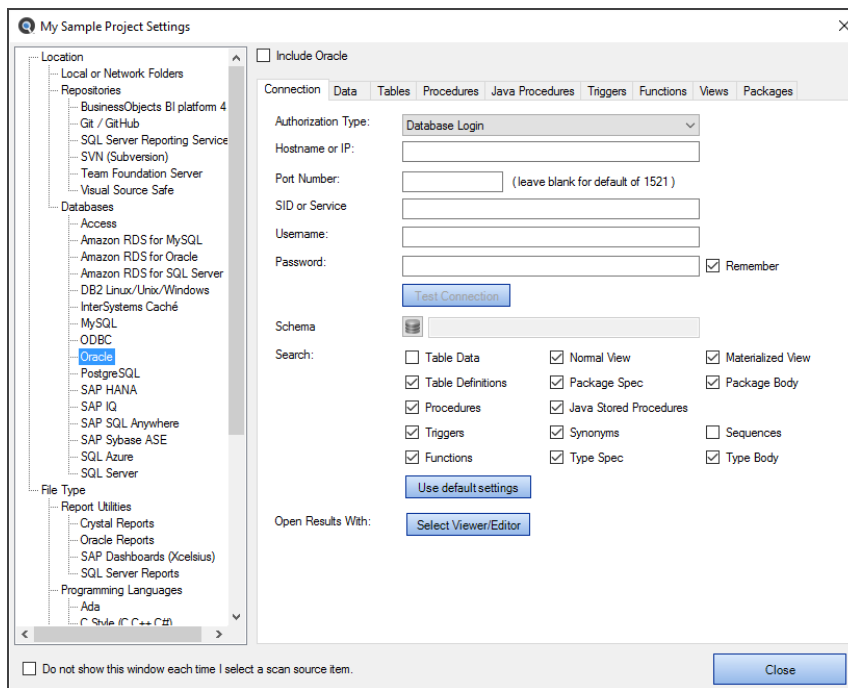 My Sample Project Settings
Location
Local or Network Folders
Repositories
BusinessObjects BI platform 4
Git / GitHub
SQL Server Reporting Service
SVN (Subversion)
Team Foundation Server
Visual Source Safe
Databases
Access
Amazon RDS for MySQL
Amazon RDS for Oracle
Amazon RDS for SQL Server
DB2 Linux/Unix/Windows
InterSystems Caché
MySQL
ODBC
Oracle
PostgreSQL
SAP HANA
SAP IQ
SAP SQL Anywhere
SAP Sybase ASE
SQL Azure
SQL Server
File Type
Report Utilities
Crystal Reports
Oracle Reports
SAP Dashboards (Xcelsius)
SQL Server Reports
Programming Languages
Ada
C Style (C C++ C#)
Include Oracle
Connection Data Tables Procedures Java Procedures Triggers Functions Views Packages
Authorization Type: Database Login
Hostname or IP:
Port Number: ( leave blank for default of 1521 )
SID or Service
Username:
Password: Remember
Test Connection
Schema
Search: Table Data Normal View Materialized View
Table Definitions Package Spec Package Body
Procedures Java Stored Procedures
Triggers Synonyms Sequences
Functions Type Spec Type Body
Use default settings
Open Results With: Select Viewer/Editor
Do not show this window each time I select a scan source item.
Close